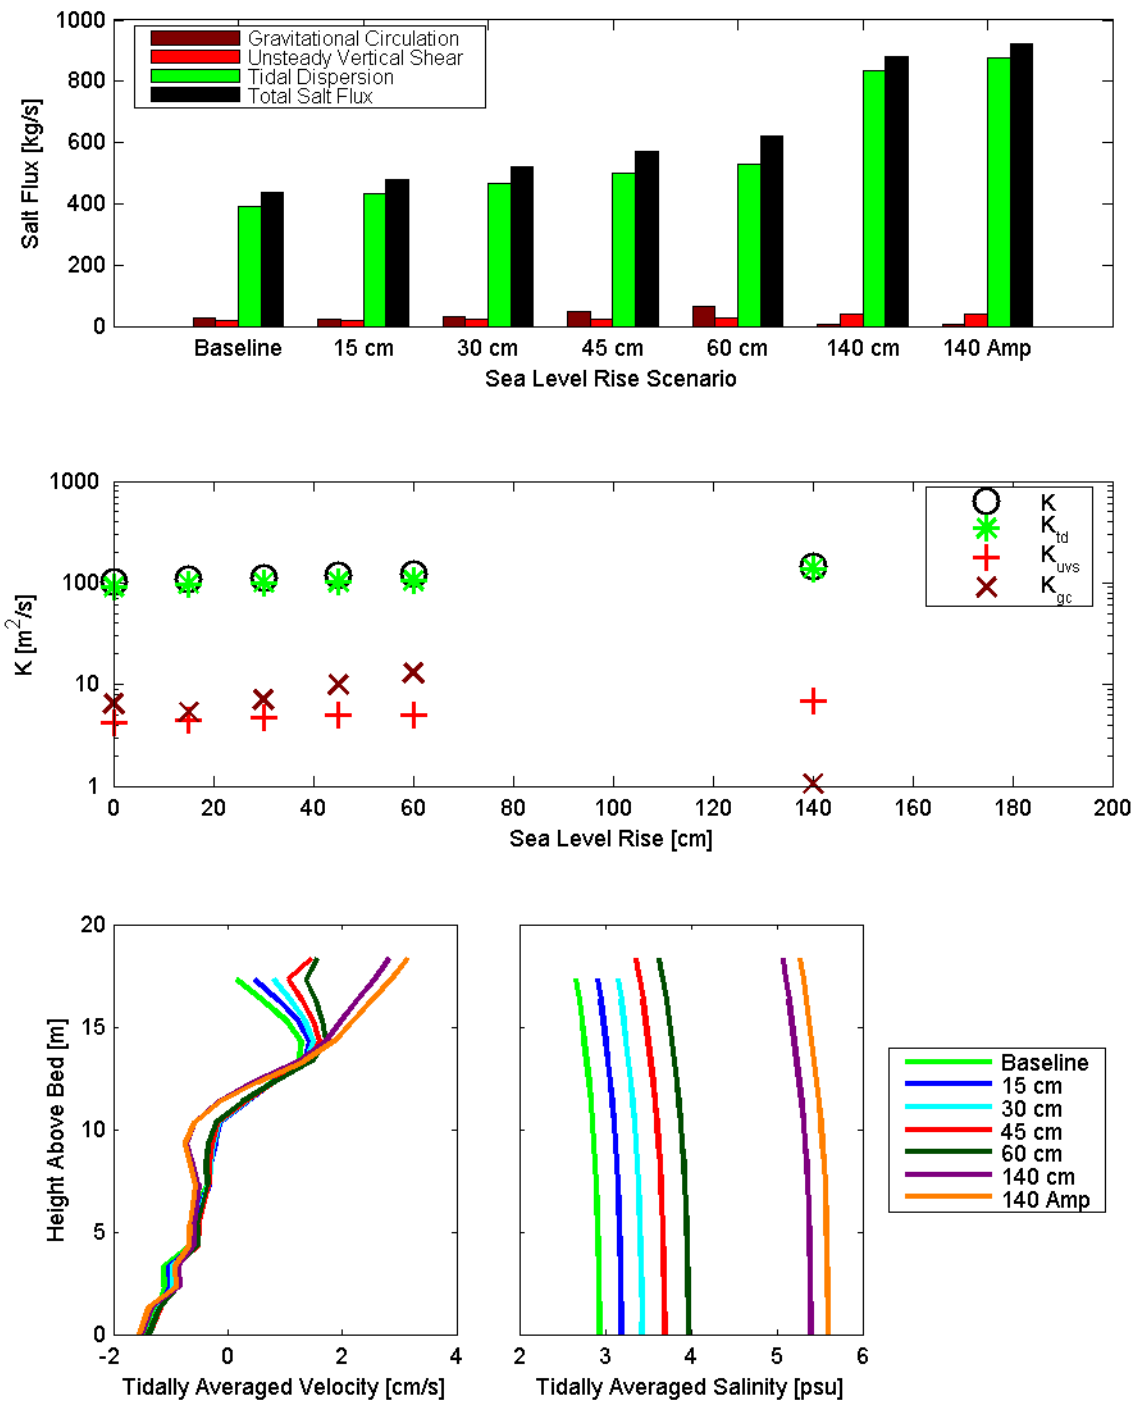 1000
800
600
400
200
0
Salt Flux [kg/s]
Gravitational Circulation
Unsteady Vertical Shear
Tidal Dispersion
Total Salt Flux
Baseline 15 cm 30 cm 45 cm 60 cm 140 cm 140 Amp
Sea Level Rise Scenario
1000
100
10
1
K [m2/s]
K
Ktd
Kuvs
Kgc
0 20 40 60 80 100 120 140 160 180 200
Sea Level Rise [cm]
20
15
10
5
0
Height Above Bed [m]
-2 0 2 4
Tidally Averaged Velocity [cm/s]
2 3 4 5 6
Tidally Averaged Salinity [psu]
Baseline
15 cm
30 cm
45 cm
60 cm
140 cm
140 Amp